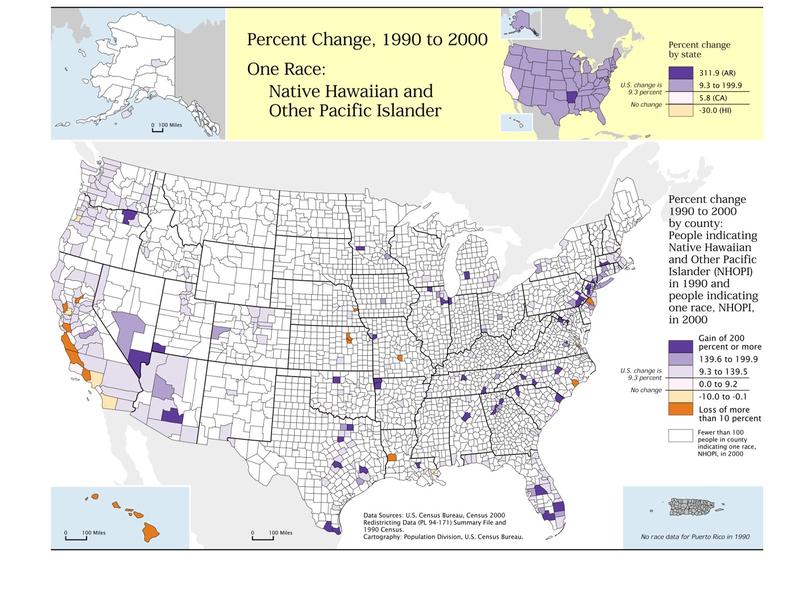 Percent Change, 1990 to 2000
One Race:
Native Hawaiian and
Other Pacific Islander
0 100 Miles
Percent change
by state
311.9 (AR)
U.S. change is
9.3 percent
9.3 to 199.9
5.8 (CA)
No change
-30.0 (HI)
Percent change
1990 to 2000
by county:
People indicating
Native Hawaiian
and Other Pacific
Islander (NHOPI)
in 1990 and
people indicating
one race, NHOPI,
in 2000
Gain of 200
percent or more
139.6 to 199.9
9.3 to 139.5
U.S. change is
9.3 percent
0.0 to 9.2
No change
-10.0 to -0.1
Loss of more
than 10 percent
Fewer than 100
people in county
indicating one race,
NHOPI, in 2000
0 100 Miles
0 100 Miles
Data Sources: U.S. Census Bureau, Census 2000
Redistricting Data (PL 94-171) Summary File and
1990 Census.
Cartography: Population Division, U.S. Census Bureau.
No race data for Puerto Rico in 1990